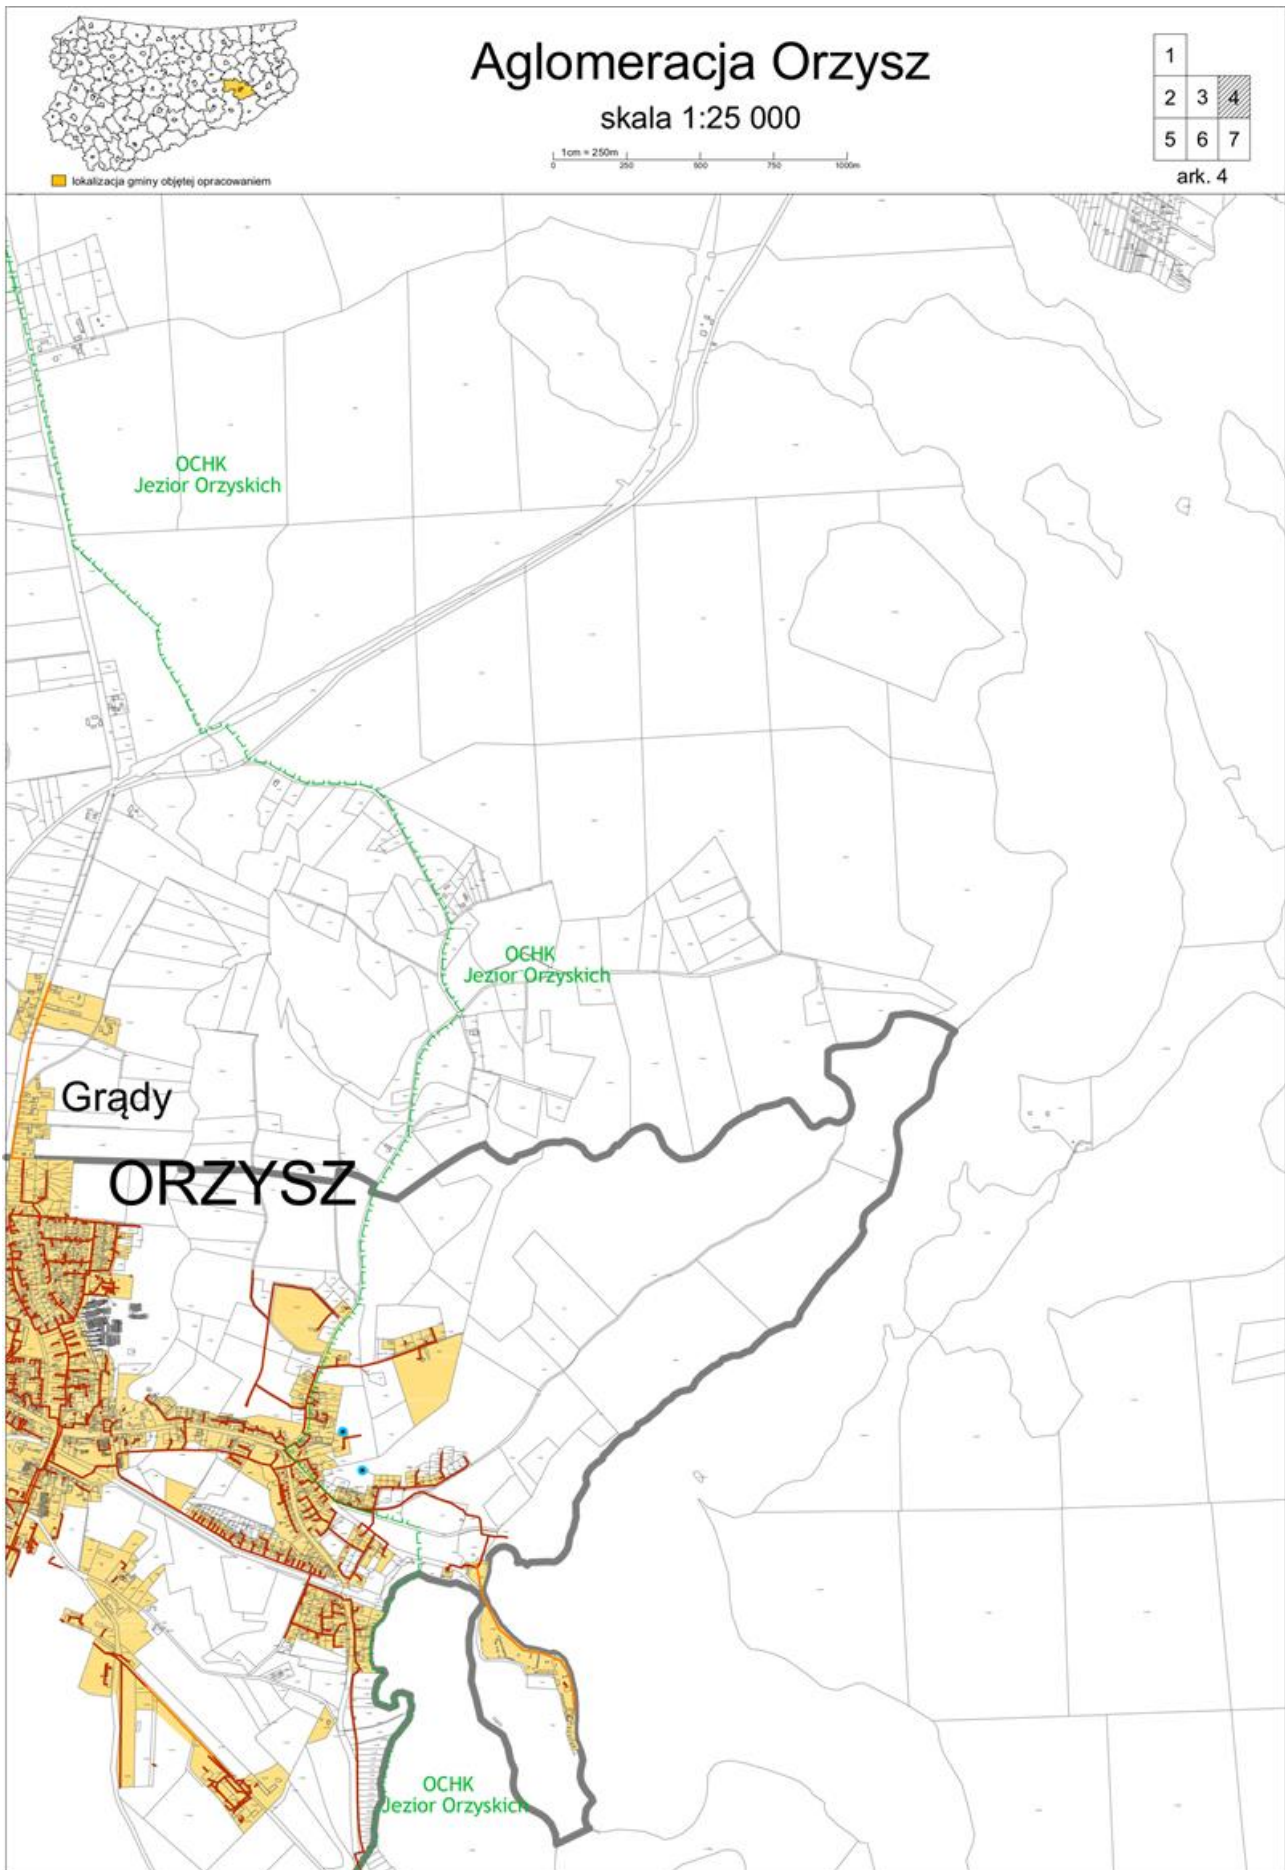 Aglomeracja Orzysz
skala 1:25 000
1cm = 250m
0 250 500 750 1000m
lokalizacja gminy objętej opracowaniem
1
2 3 4
5 6 7
ark. 4
OCHK
Jezior Orzyskich
OCHK
Jezior Orzyskich
Grądy
ORZYSZ
OCHK
Jezior Orzyskich